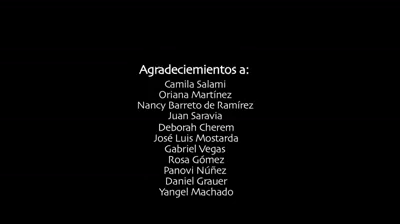 Agradeciemientos a:
Camila Salami
Oriana Martínez
Nancy Barreto de Ramírez
Juan Saravia
Deborah Cherem
José Luis Mostarda
Gabriel Vegas
Rosa Gómez
Panovi Núñez
Daniel Grauer
Yangel Machado